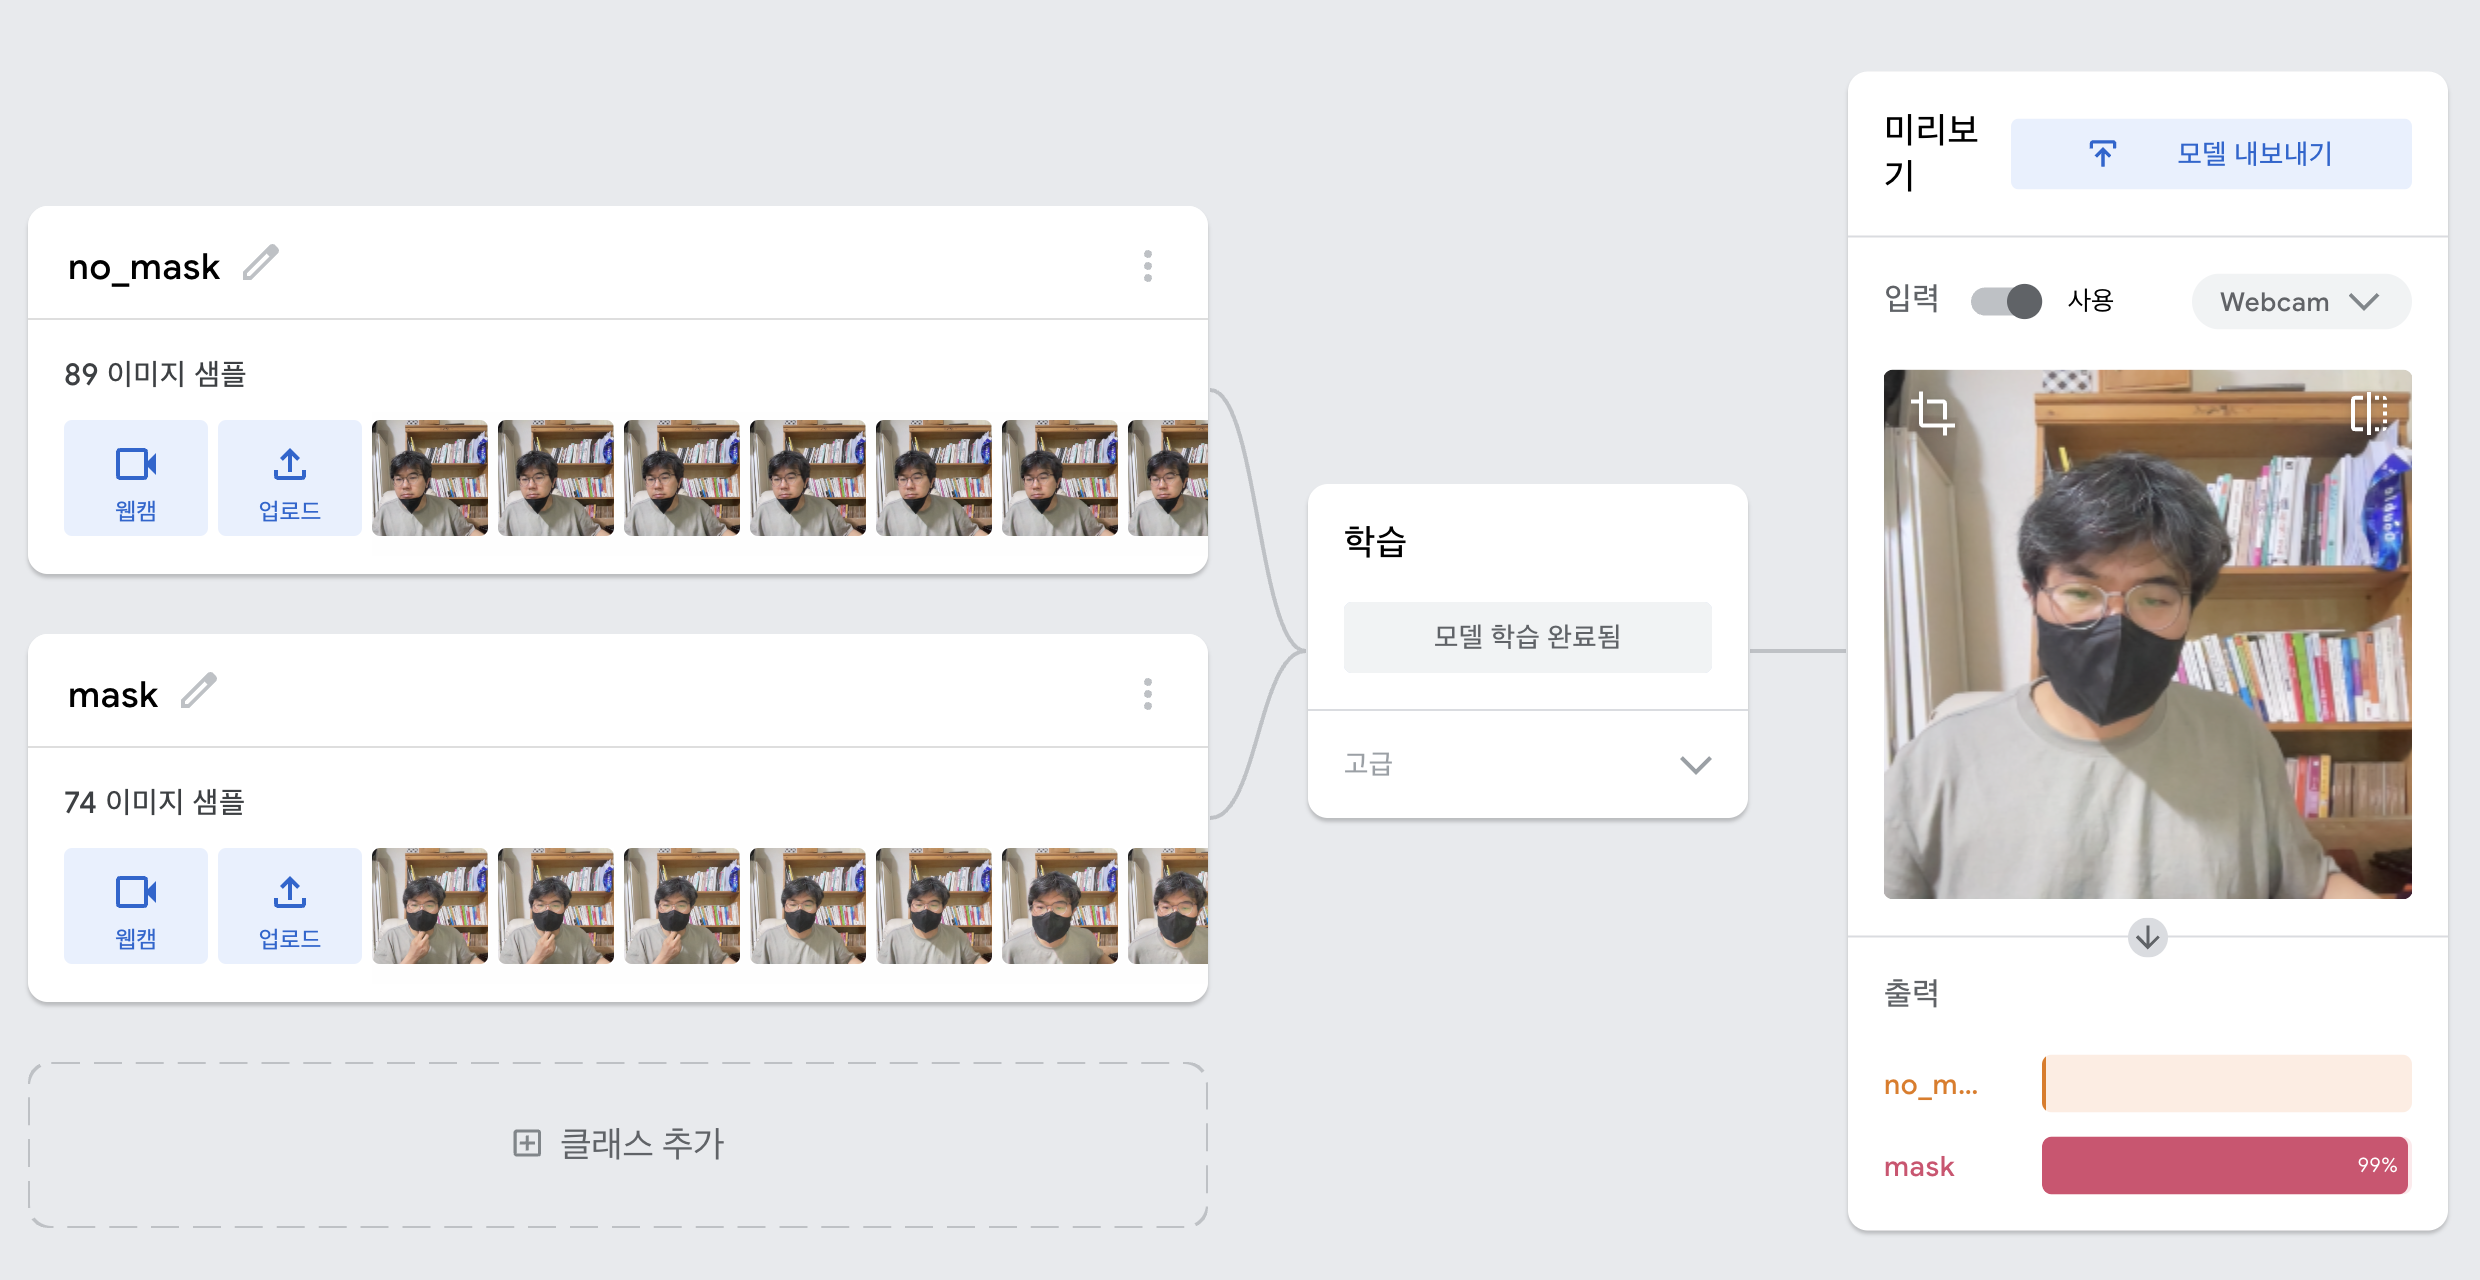 no_mask
89 이미지 샘플
웹캠
업로드
mask
74 이미지 샘플
웹캠
업로드
클래스 추가
학습
모델 학습 완료됨
고급
미리보
기
모델 내보내기
입력
사용
Webcam
출력
no_m...
mask
99%